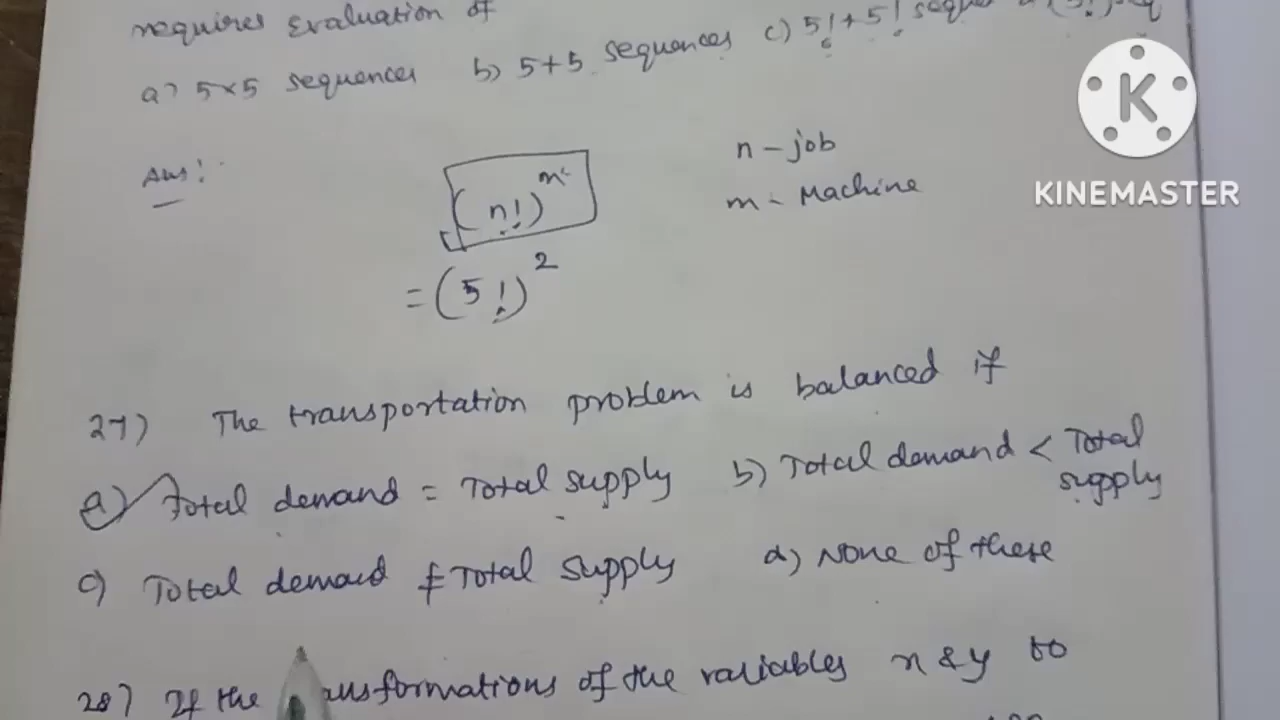 requires Evaluation of
a) 5×5 sequences b) 5+5 sequences c) 5!+5!
K
KINEMASTER
Ans!
(n!)^m
n - job
m - Machine
= (5!)^2
27) The transportation problem is balanced if
a) Total demand = Total supply b) Total demand < Total supply
c) Total demand ≠ Total supply d) None of these
28) If the transformations of the variables x & y to